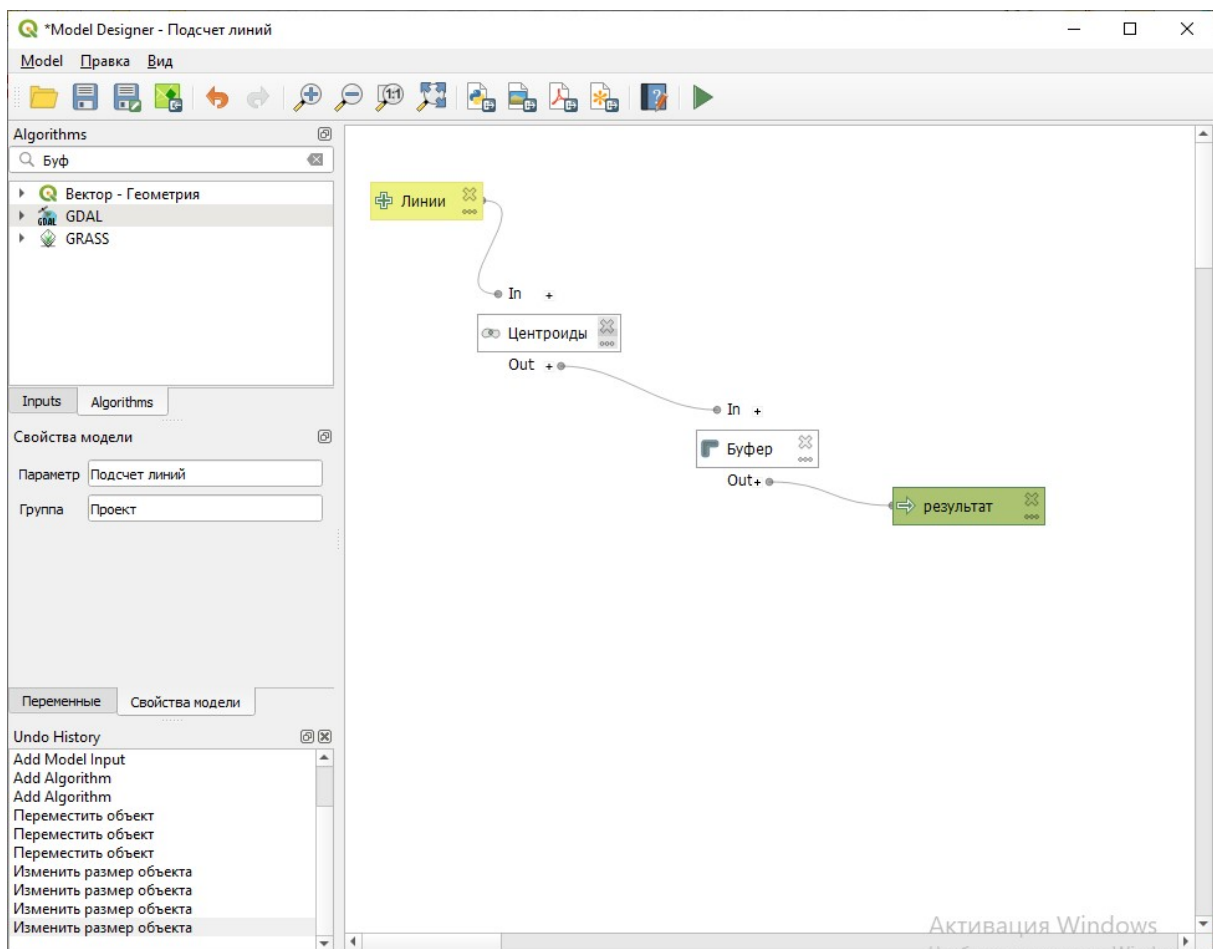 *Model Designer - Подсчет линий
Model Правка Вид
1:1
Algorithms
Буф
Вектор - Геометрия
GDAL GDAL
GRASS
Inputs Algorithms
Свойства модели
Параметр Подсчет линий
Группа Проект
Переменные Свойства модели
Undo History
Add Model Input
Add Algorithm
Add Algorithm
Переместить объект
Переместить объект
Переместить объект
Изменить размер объекта
Изменить размер объекта
Изменить размер объекта
Изменить размер объекта
Линии
In +
Центроиды
Out +
In +
Буфер
Out +
результат
Активация Windows